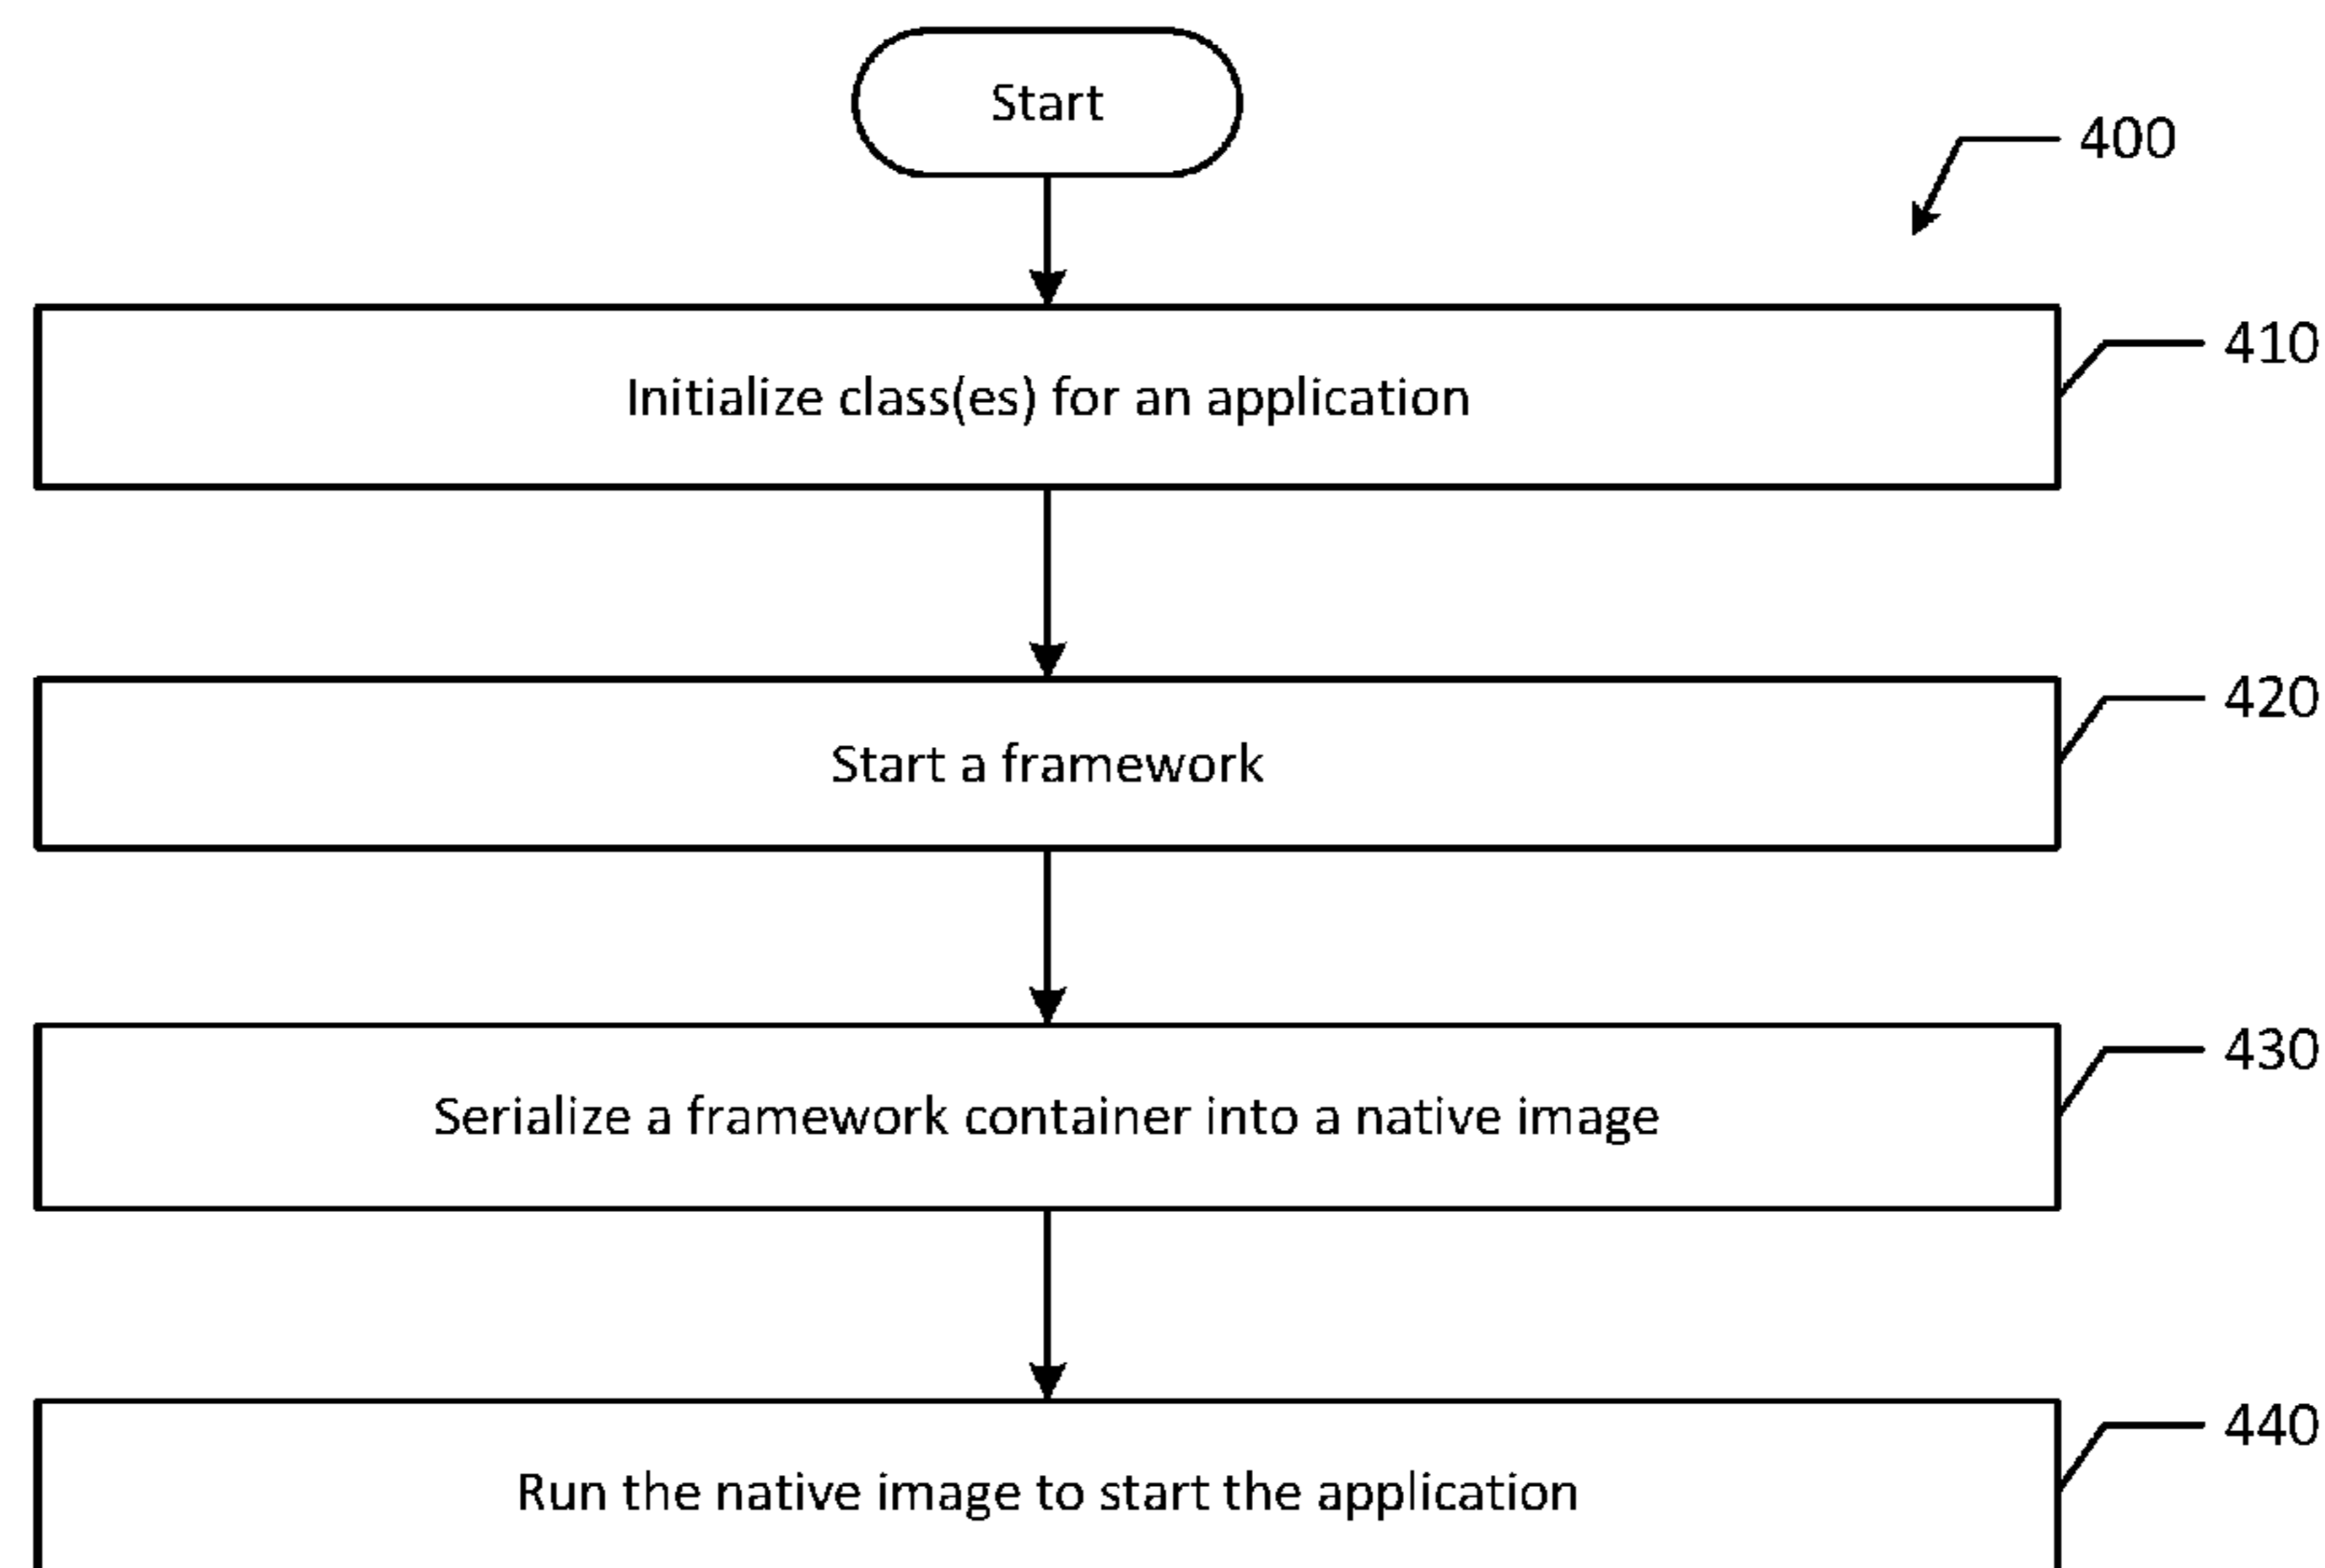 Start
400
410
Initialize class(es) for an application
420
Start a framework
430
Serialize a framework container into a native image
440
Run the native image to start the application